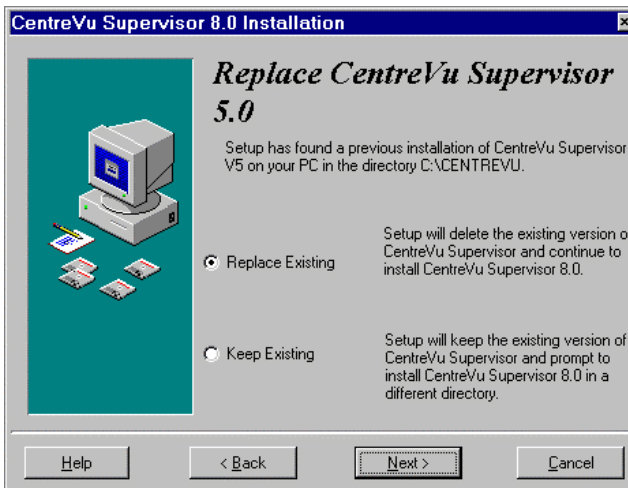 CentreVu Supervisor 8.0 Installation
Replace CentreVu Supervisor
5.0
Setup has found a previous installation of CentreVu Supervisor
V5 on your PC in the directory C:\CENTREVU.
Replace Existing
Setup will delete the existing version o
CentreVu Supervisor and continue to
install CentreVu Supervisor 8.0.
Keep Existing
Setup will keep the existing version of
CentreVu Supervisor and prompt to
install CentreVu Supervisor 8.0 in a
different directory.
Help
< Back
Next >
Cancel